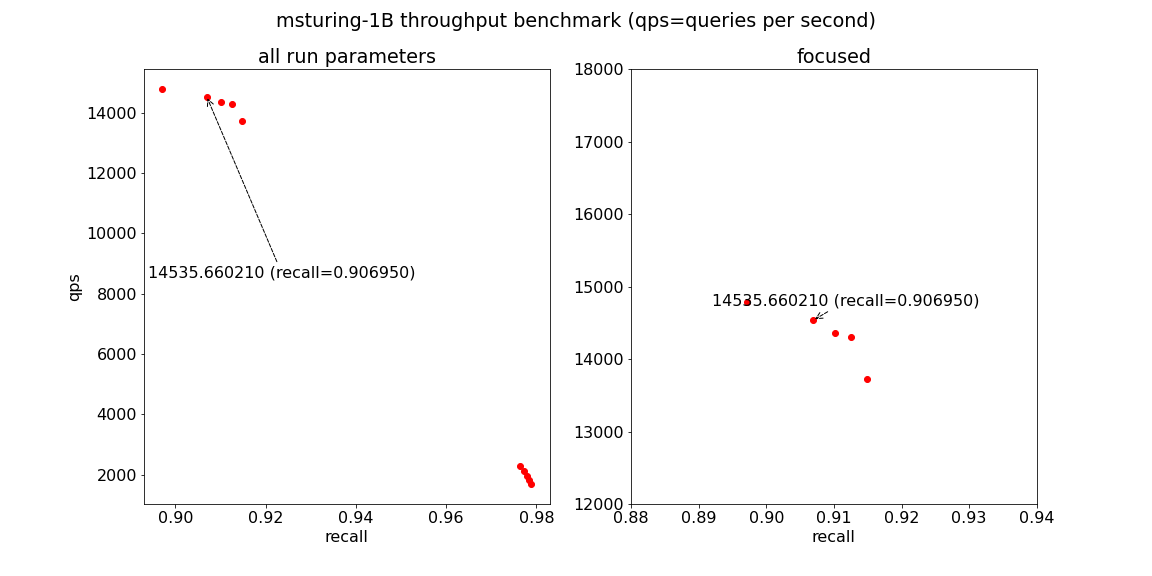 msturing-1B throughput benchmark (qps=queries per second)
all run parameters
14000
12000
10000
8000
6000
4000
2000
qps
14535.660210 (recall=0.906950)
0.90 0.92 0.94 0.96 0.98
recall
focused
18000
17000
16000
15000
14000
13000
12000
14535.660210 (recall=0.906950)
0.88 0.89 0.90 0.91 0.92 0.93 0.94
recall